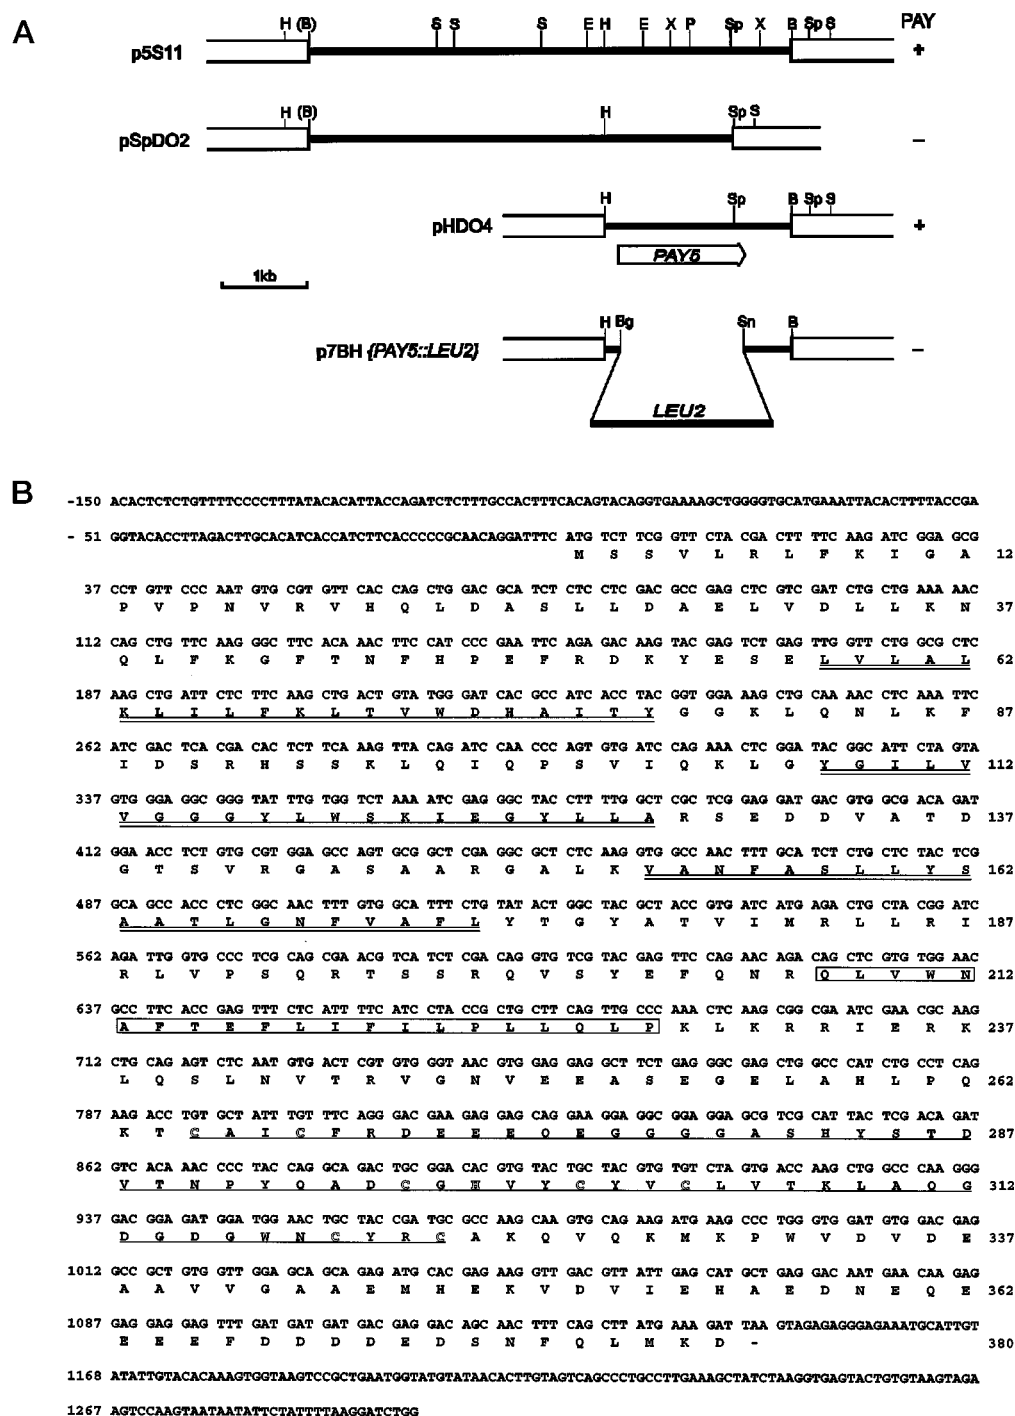 A
PAY
p5S11 H (B) S S S E H E X P Sp X B Sp S +
pSpDO2 H (B) H Sp S –
pHDO4 H Sp B Sp S +
PAY5
1kb
p7BH {PAY5::LEU2} H Bg Sn B –
LEU2
B
-150 ACACTCTCTGTTTTCCCCTTTATACACATTACCAGATCTCTTTGCCACTTTCACAGTACAGGTGAAAAGCTGGGGTGCATGAAATTACACTTTTACCGA
- 51 GGTACACCTTAGACTTGCACATCACCATCTTCACCCCCGCAACAGGATTTC ATG TCT TCG GTT CTA CGA CTT TTC AAG ATC GGA GCG
M S S V L R L F K I G A 12
37 CCT GTT CCC AAT GTG CGT GTT CAC CAG CTG GAC GCA TCT CTC CTC GAC GCC GAG CTC GTC GAT CTG CTG AAA AAC
P V P N V R V H Q L D A S L L D A E L V D L L K N 37
112 CAG CTG TTC AAG GGC TTC ACA AAC TTC CAT CCC GAA TTC AGA GAC AAG TAC GAG TCT GAG TTG GTT CTG GCG CTC
Q L F K G F T N F H P E F R D K Y E S E L V L A L 62
187 AAG CTG ATT CTC TTC AAG CTG ACT GTA TGG GAT CAC GCC ATC ACC TAC GGT GGA AAG CTG CAA AAC CTC AAA TTC
K L I L F K L T V W D H A I T Y G G K L Q N L K F 87
262 ATC GAC TCA CGA CAC TCT TCA AAG TTA CAG ATC CAA CCC AGT GTG ATC CAG AAA CTC GGA TAC GGC ATT CTA GTA
I D S R H S S K L Q I Q P S V I Q K L G Y G I L V 112
337 GTG GGA GGC GGG TAT TTG TGG TCT AAA ATC GAG GGC TAC CTT TTG GCT CGC TCG GAG GAT GAC GTG GCG ACA GAT
V G G G Y L W S K I E G Y L L A R S E D D V A T D 137
412 GGA ACC TCT GTG CGT GGA GCC AGT GCG GCT CGA GGC GCT CTC AAG GTG GCC AAC TTT GCA TCT CTG CTC TAC TCG
G T S V R G A S A A R G A L K V A N F A S L L Y S 162
487 GCA GCC ACC CTC GGC AAC TTT GTG GCA TTT CTG TAT ACT GGC TAC GCT ACC GTG ATC ATG AGA CTG CTA CGG ATC
A A T L G N F V A F L Y T G Y A T V I M R L L R I 187
562 AGA TTG GTG CCC TCG CAG CGA ACG TCA TCT CGA CAG GTG TCG TAC GAG TTC CAG AAC AGA CAG CTC GTG TGG AAC
R L V P S Q R T S S R Q V S Y E F Q N R Q L V W N 212
637 GCC TTC ACC GAG TTT CTC ATT TTC ATC CTA CCG CTG CTT CAG TTG CCC AAA CTC AAG CGG CGA ATC GAA CGC AAG
A F T E F L I F I L P L L Q L P K L K R R I E R K 237
712 CTG CAG AGT CTC AAT GTG ACT CGT GTG GGT AAC GTG GAG GAG GCT TCT GAG GGC GAG CTG GCC CAT CTG CCT CAG
L Q S L N V T R V G N V E E A S E G E L A H L P Q 262
787 AAG ACC TGT GCT ATT TGT TTC AGG GAC GAA GAG GAG CAG GAA GGA GGC GGA GGA GCG TCG CAT TAC TCG ACA GAT
K T C A I C F R D E E E Q E G G G G A S H Y S T D 287
862 GTC ACA AAC CCC TAC CAG GCA GAC TGC GGA CAC GTG TAC TGC TAC GTG TGT CTA GTG ACC AAG CTG GCC CAA GGG
V T N P Y Q A D C G H V Y C Y V C L V T K L A Q G 312
937 GAC GGA GAT GGA TGG AAC TGC TAC CGA TGC GCC AAG CAA GTG CAG AAG ATG AAG CCC TGG GTG GAT GTG GAC GAG
D G D G W N C Y R C A K Q V Q K M K P W V D V D E 337
1012 GCC GCT GTG GTT GGA GCA GCA GAG ATG CAC GAG AAG GTT GAC GTT ATT GAG CAT GCT GAG GAC AAT GAA CAA GAG
A A V V G A A E M H E K V D V I E H A E D N E Q E 362
1087 GAG GAG GAG TTT GAT GAT GAT GAC GAG GAC AGC AAC TTT CAG CTT ATG AAA GAT TAA GTAGAGAGGGAGAAATGCATTGT
E E E F D D D D E D S N F Q L M K D - 380
1168 ATATTGTACACAAAGTGGTAAGTCCGCTGAATGGTATGTATAACACTTGTAGTCAGCCCTGCCTTGAAAGCTATCTAAGGTGAGTACTGTGTAAGTAGA
1267 AGTCCAAGTAATAATATTCTATTTTAAGGATCTGG